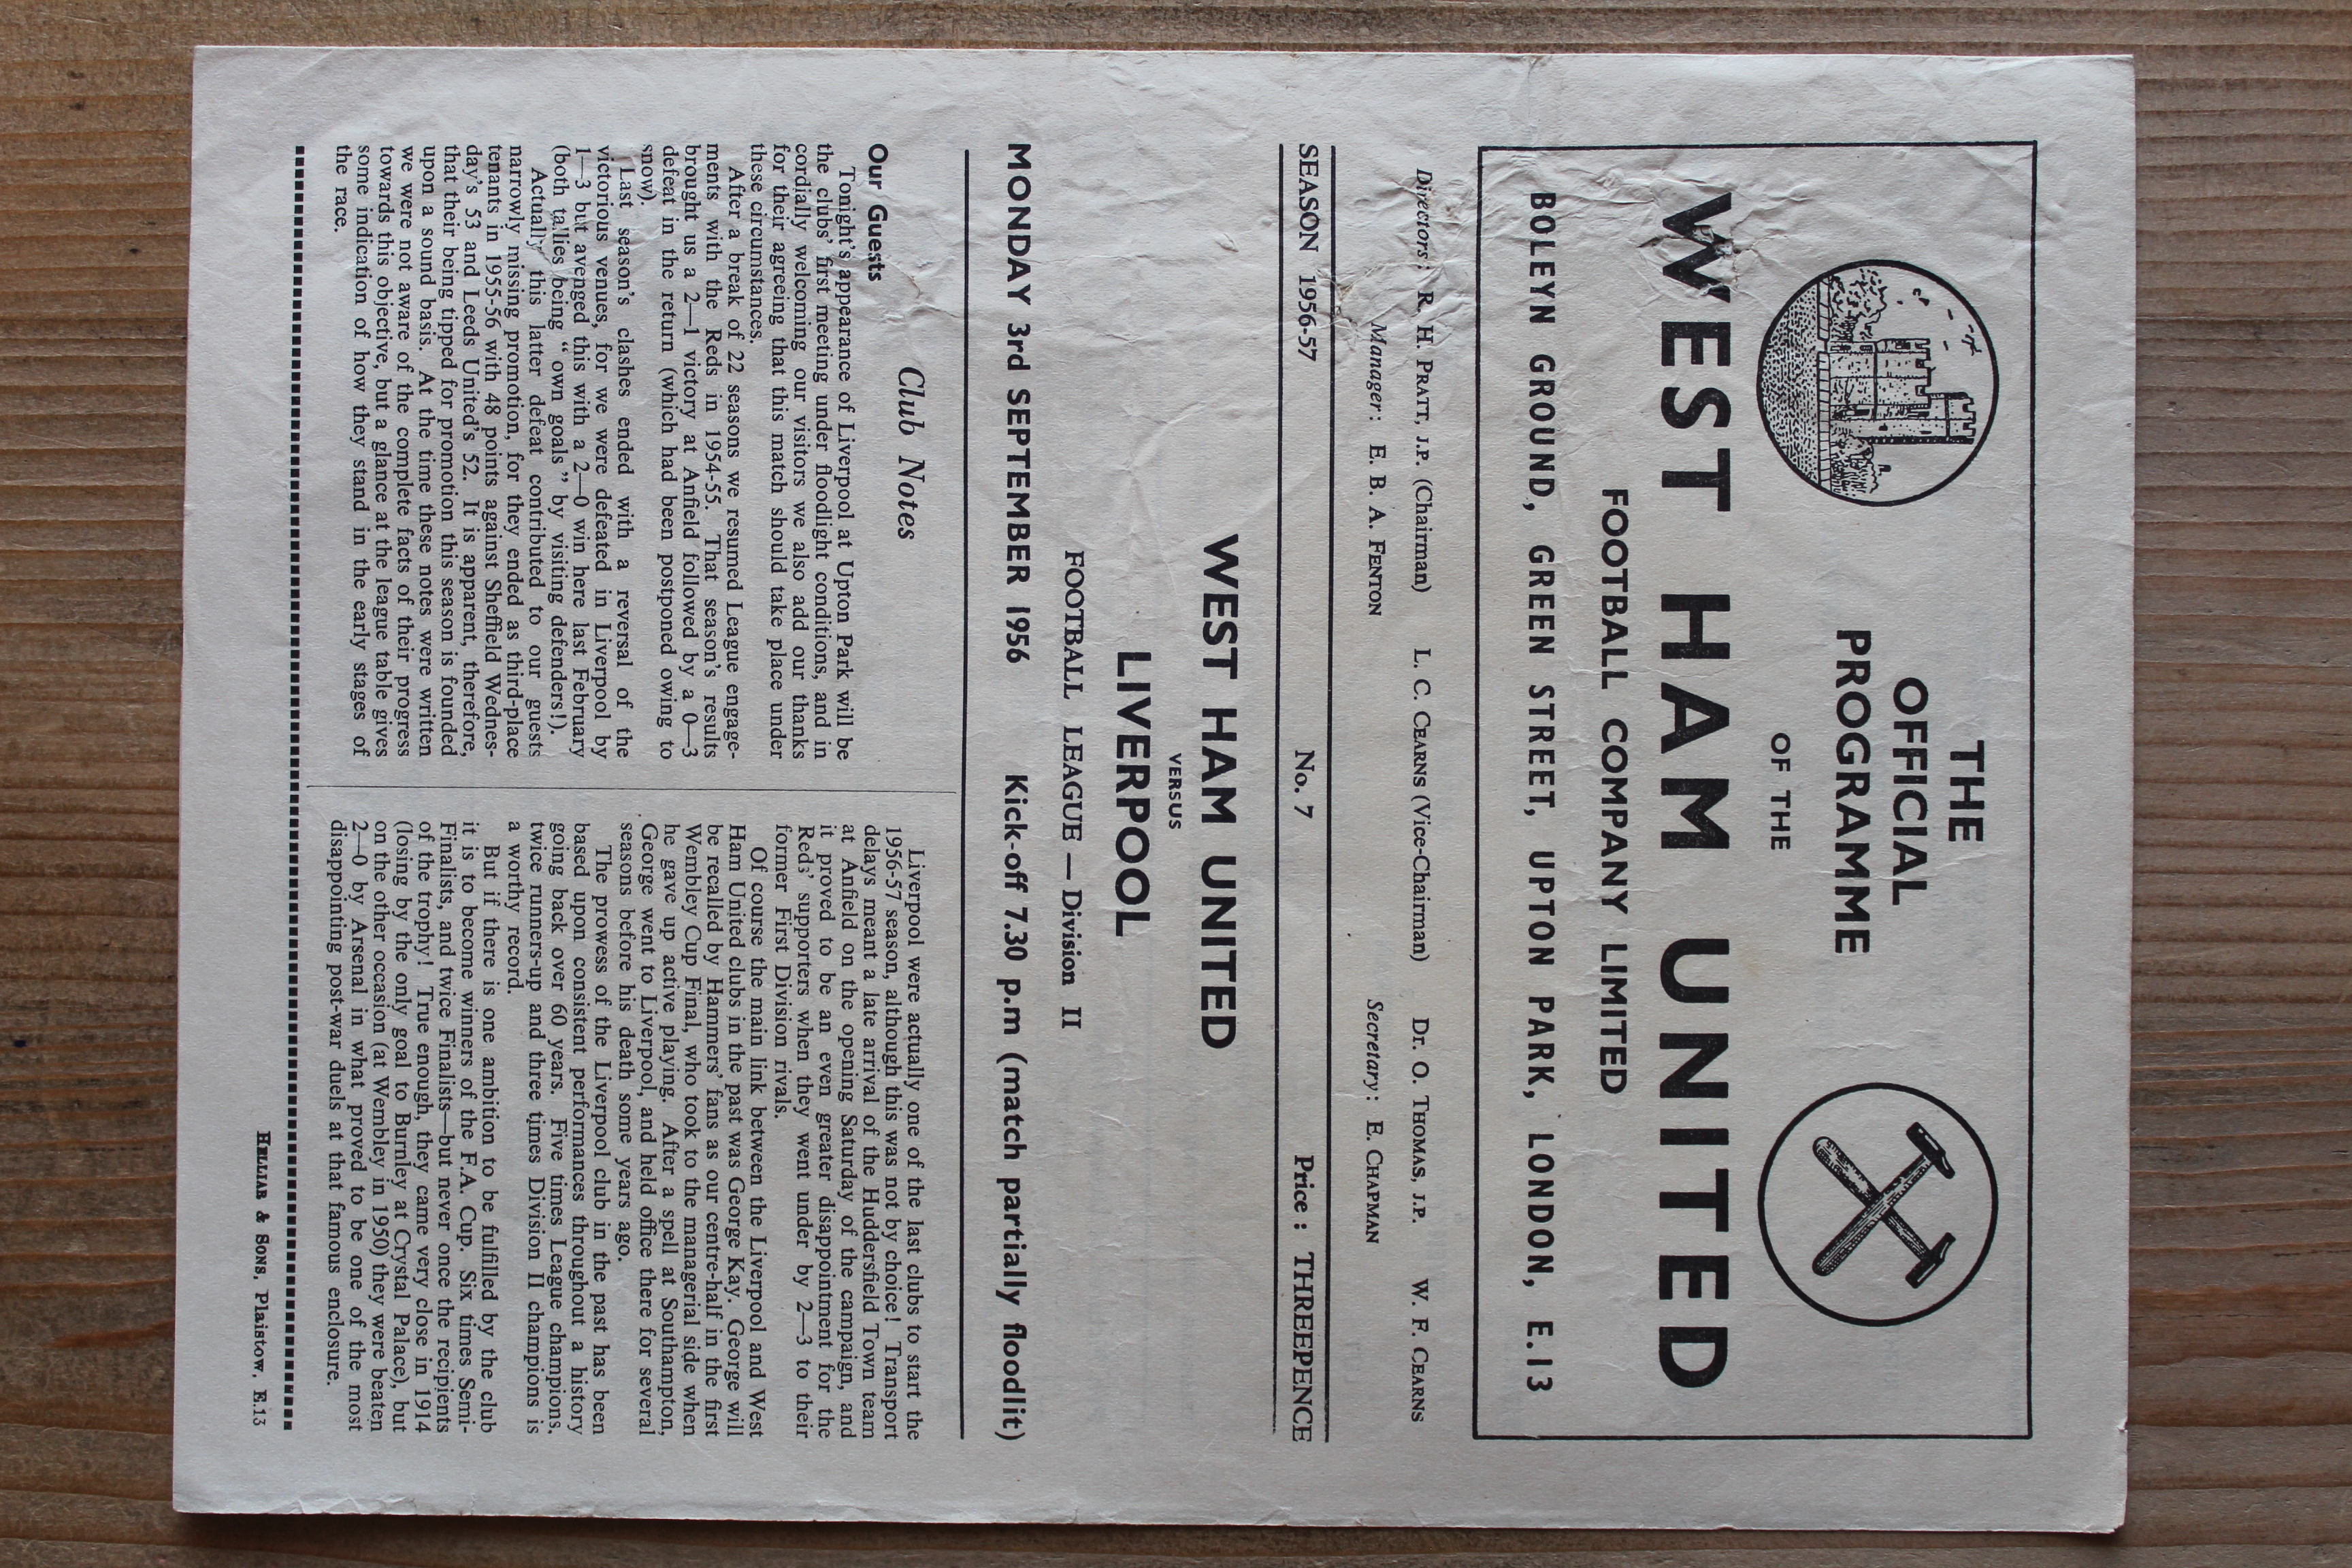 THE
OFFICIAL
PROGRAMME
OF THE
WEST HAM UNITED
FOOTBALL COMPANY LIMITED
BOLEYN GROUND, GREEN STREET, UPTON PARK, LONDON, E.13
Directors: R. H. PRATT, J.P. (Chairman) L. C. CEARNS (Vice-Chairman) Dr. O. THOMAS, J.P. W. F. CEARNS
Manager: E. B. A. FENTON Secretary: E. CHAPMAN
SEASON 1956-57 No. 7 Price : THREEPENCE
WEST HAM UNITED
VERSUS
LIVERPOOL
FOOTBALL LEAGUE — Division II
MONDAY 3rd SEPTEMBER 1956 Kick-off 7.30 p.m (match partially floodlit)
Club Notes
Our Guests
Tonight's appearance of Liverpool at Upton Park will be
the clubs' first meeting under floodlight conditions, and in
cordially welcoming our visitors we also add our thanks
for their agreeing that this match should take place under
these circumstances.
After a break of 22 seasons we resumed League engage-
ments with the Reds in 1954-55. That season's results
brought us a 2—1 victory at Anfield followed by a 0—3
defeat in the return (which had been postponed owing to
snow).
Last season's clashes ended with a reversal of the
victorious venues, for we were defeated in Liverpool by
1—3 but avenged this with a 2—0 win here last February
(both tallies being “ own goals ” by visiting defenders!).
Actually this latter defeat contributed to our guests
narrowly missing promotion, for they ended as third-place
tenants in 1955-56 with 48 points against Sheffield Wednes-
day's 53 and Leeds United's 52. It is apparent, therefore,
that their being tipped for promotion this season is founded
upon a sound basis. At the time these notes were written
we were not aware of the complete facts of their progress
towards this objective, but a glance at the league table gives
some indication of how they stand in the early stages of
the race.
Liverpool were actually one of the last clubs to start the
1956-57 season, although this was not by choice! Transport
delays meant a late arrival of the Huddersfield Town team
at Anfield on the opening Saturday of the campaign, and
it proved to be an even greater disappointment for the
Reds' supporters when they went under by 2—3 to their
former First Division rivals.
Of course the main link between the Liverpool and West
Ham United clubs in the past was George Kay. George will
be recalled by Hammers' fans as our centre-half in the first
Wembley Cup Final, who took to the managerial side when
he gave up active playing. After a spell at Southampton,
George went to Liverpool, and held office there for several
seasons before his death some years ago.
The prowess of the Liverpool club in the past has been
based upon consistent performances throughout a history
going back over 60 years. Five times League champions,
twice runners-up and three times Division II champions is
a worthy record.
But if there is one ambition to be fulfilled by the club
it is to become winners of the F.A. Cup. Six times Semi-
Finalists, and twice Finalists—but never once the recipients
of the trophy! True enough, they came very close in 1914
(losing by the only goal to Burnley at Crystal Palace), but
on the other occasion (at Wembley in 1950) they were beaten
2—0 by Arsenal in what proved to be one of the most
disappointing post-war duels at that famous enclosure.
HELLIAR & SONS, Plaistow, E.13